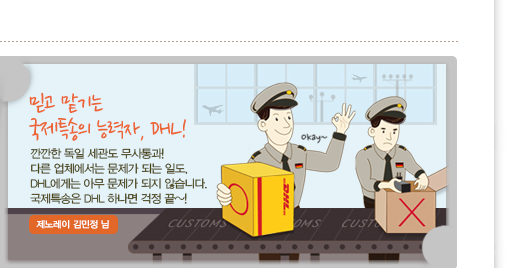 믿고 맡기는
국제특송의 능력자, DHL!
깐깐한 독일 세관도 무사통과!
다른 업체에서는 문제가 되는 일도,
DHL에게는 아무 문제가 되지 않습니다.
국제특송은 DHL 하나면 걱정 끝~!
제노레이 김민정 님
Okay~
DHL
CUSTOMS CUSTOMS CUSTOMS